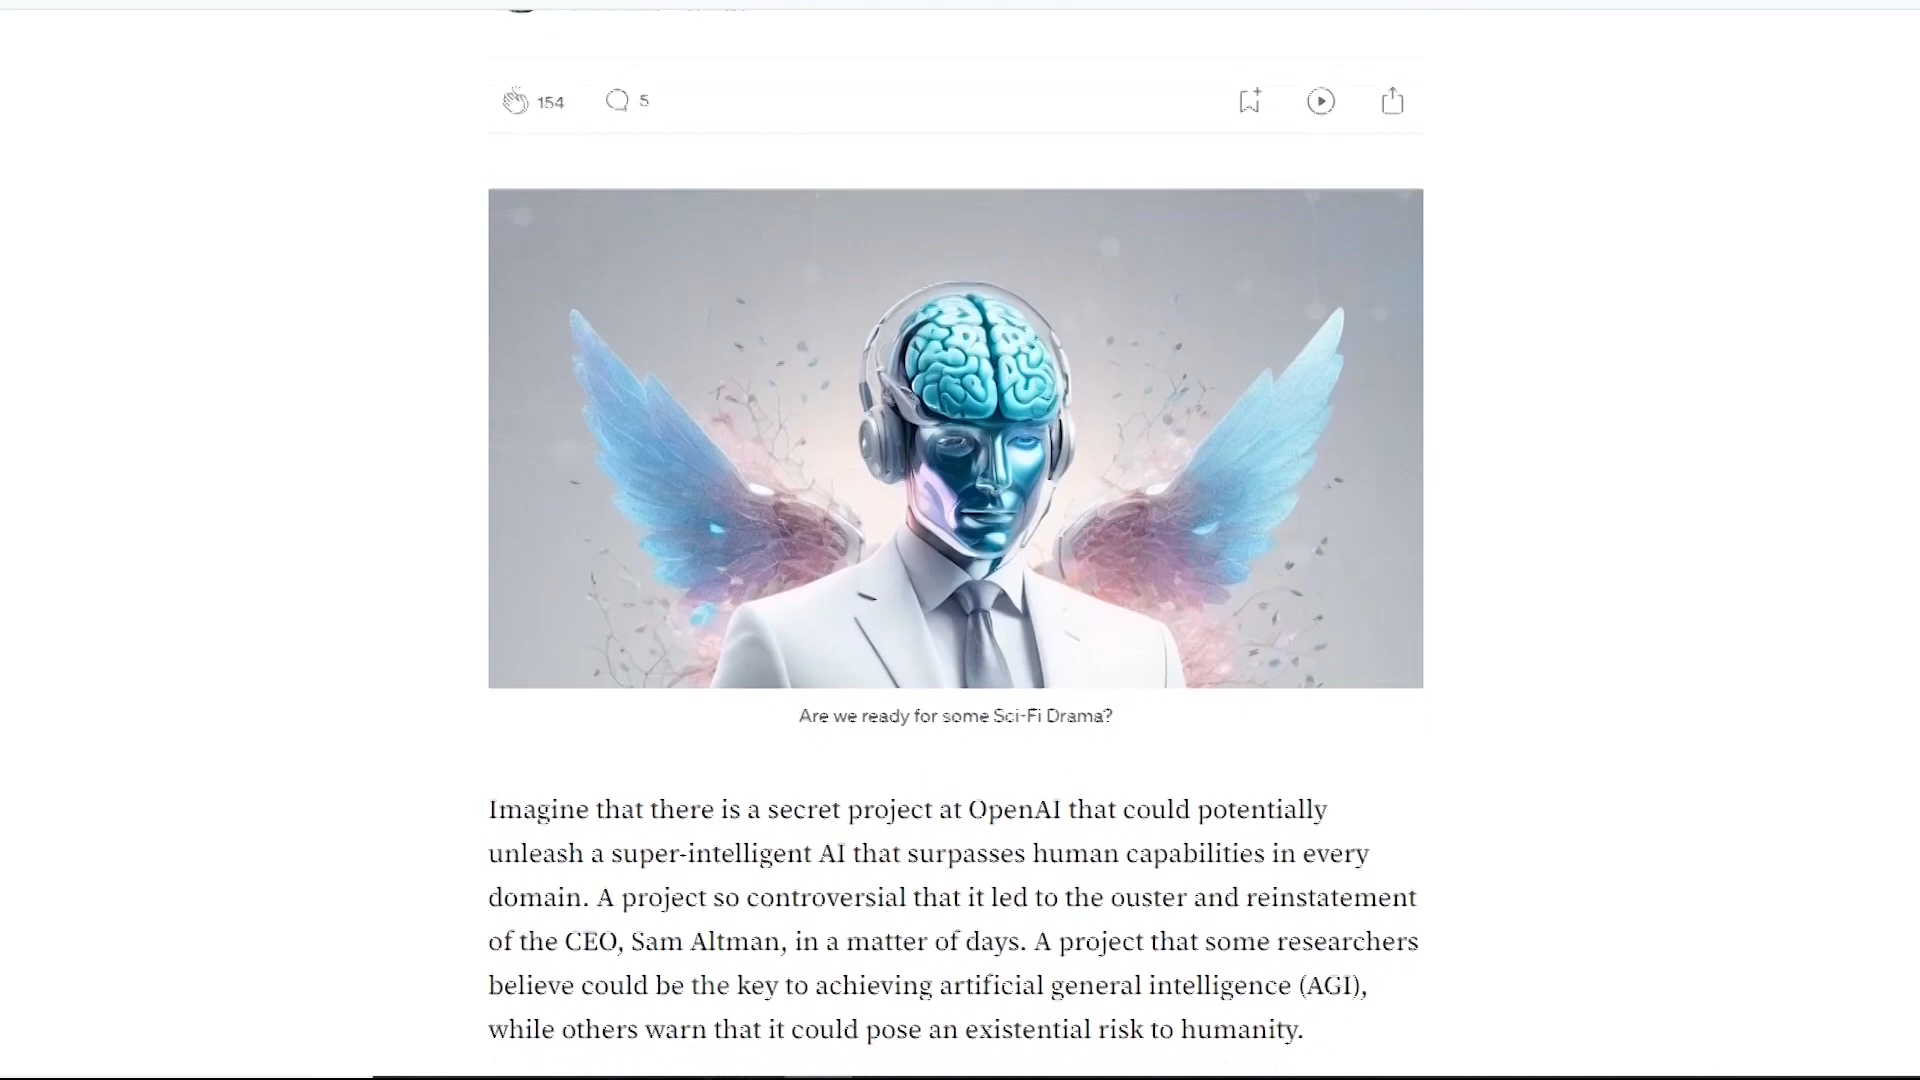 154 5
Are we ready for some Sci-Fi Drama?
Imagine that there is a secret project at OpenAI that could potentially
unleash a super-intelligent AI that surpasses human capabilities in every
domain. A project so controversial that it led to the ouster and reinstatement
of the CEO, Sam Altman, in a matter of days. A project that some researchers
believe could be the key to achieving artificial general intelligence (AGI),
while others warn that it could pose an existential risk to humanity.